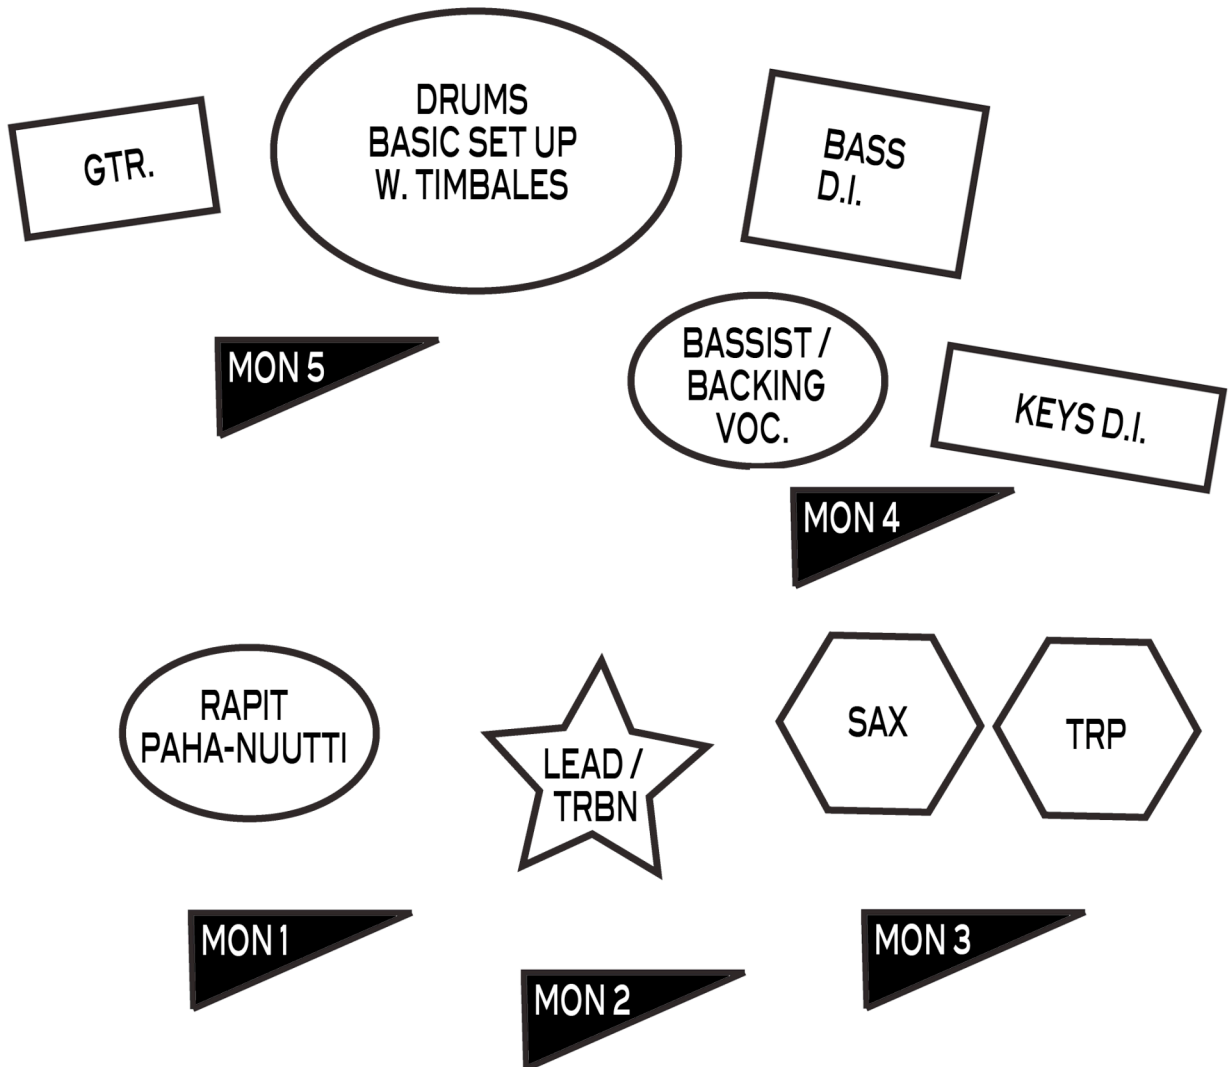 DRUMS
BASIC SET UP
W. TIMBALES
GTR.
BASS
D.I.
BASSIST /
BACKING
VOC.
MON 5
KEYS D.I.
MON 4
RAPIT
PAHA-NUUTTI
LEAD /
TRBN
SAX
TRP
MON 1
MON 2
MON 3